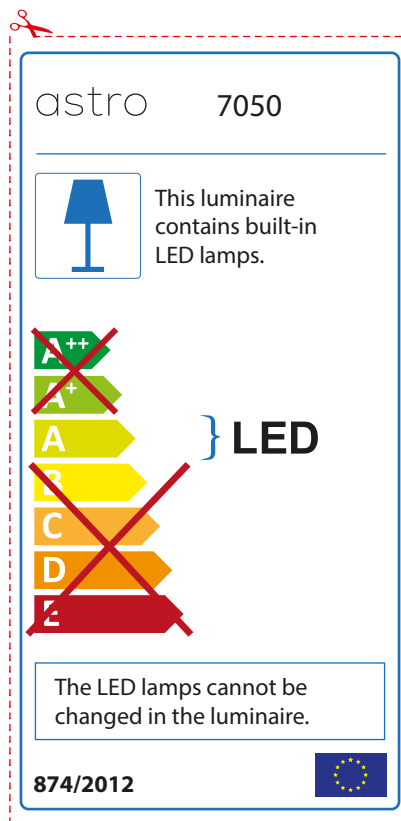 astro 7050
This luminaire
contains built-in
LED lamps.
A++
A+
A
LED
B
C
D
E
The LED lamps cannot be
changed in the luminaire.
874/2012